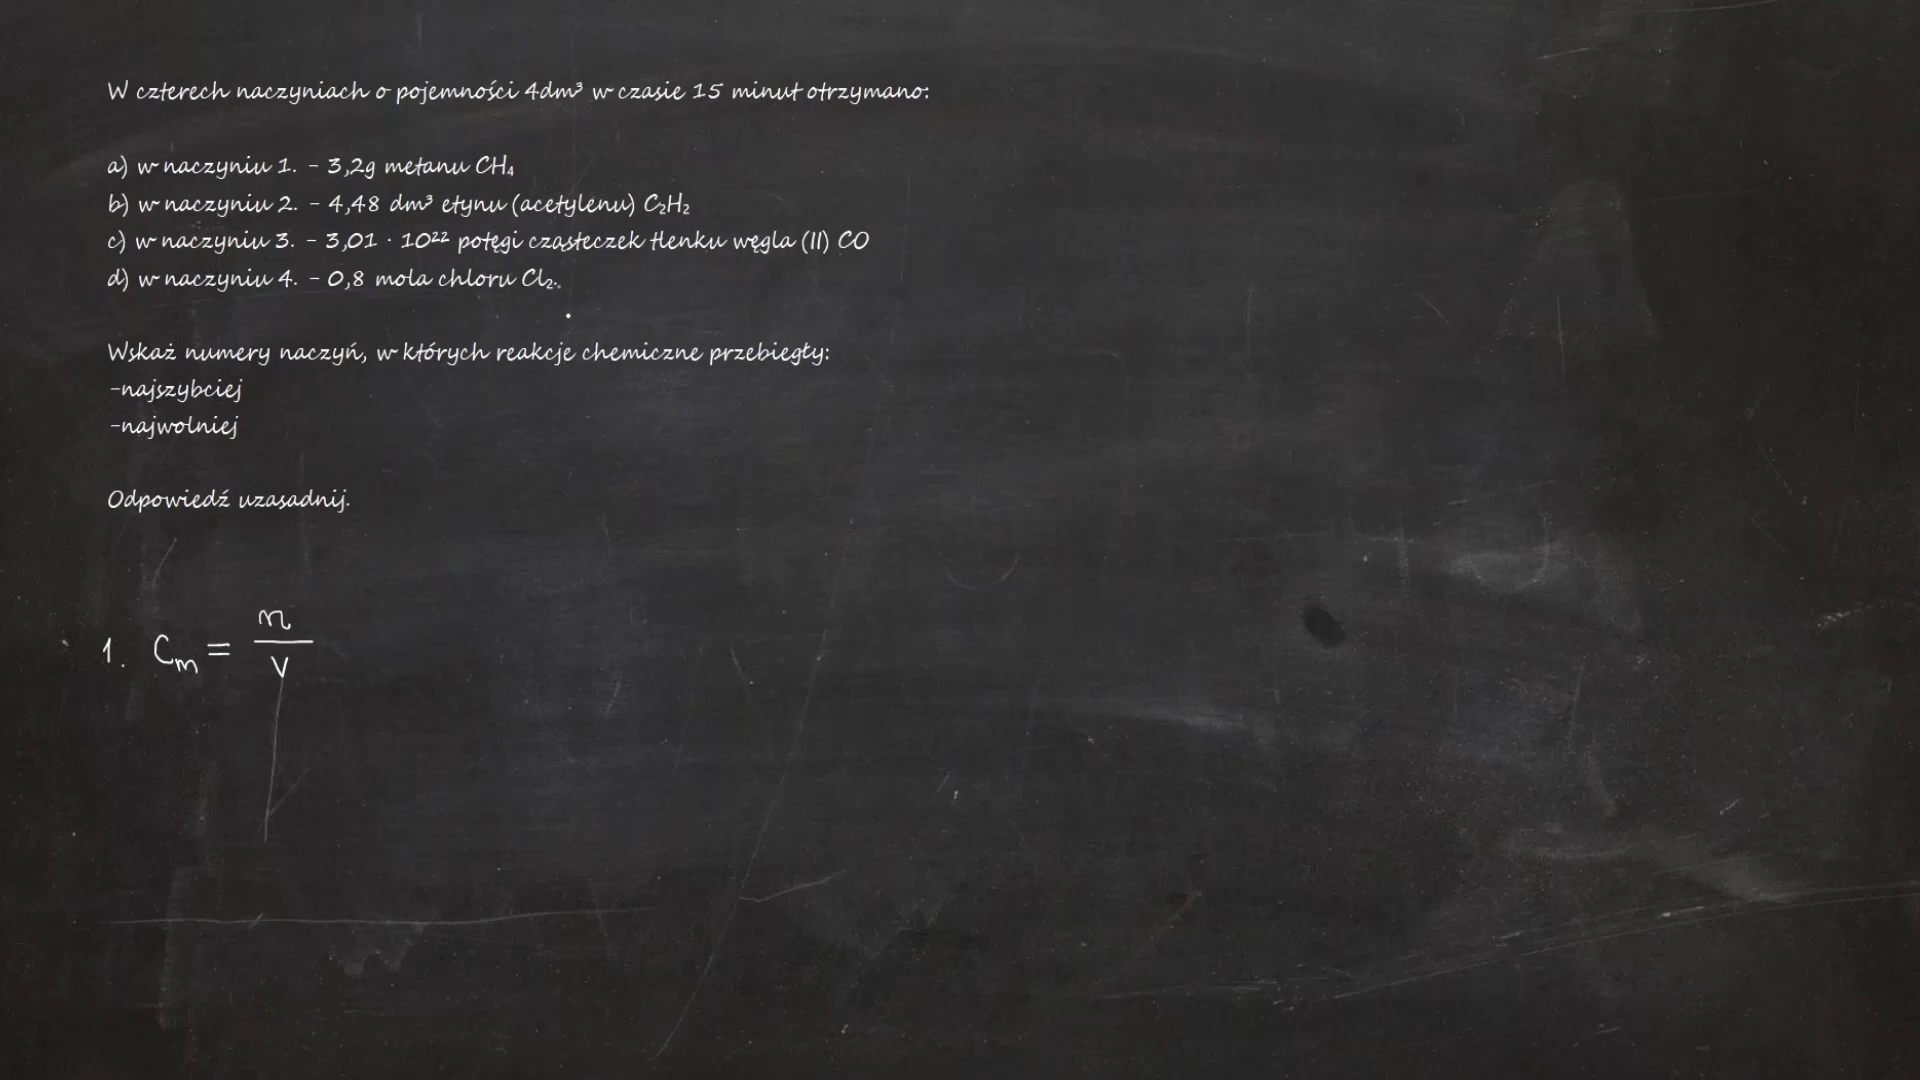 W czterech naczyniach o pojemności 4dm³ w czasie 15 minut otrzymano:
a) w naczyniu 1. - 3,2g metanu CH₄
b) w naczyniu 2. - 4,48 dm³ etynu (acetylenu) C₂H₂
c) w naczyniu 3. - 3,01 · 10²² potęgi cząsteczek tlenku węgla (II) CO
d) w naczyniu 4. - 0,8 mola chloru Cl₂.
Wskaż numery naczyń, w których reakcje chemiczne przebiegły:
-najszybciej
-najwolniej
Odpowiedź uzasadnij.
1. Cₘ = n/V